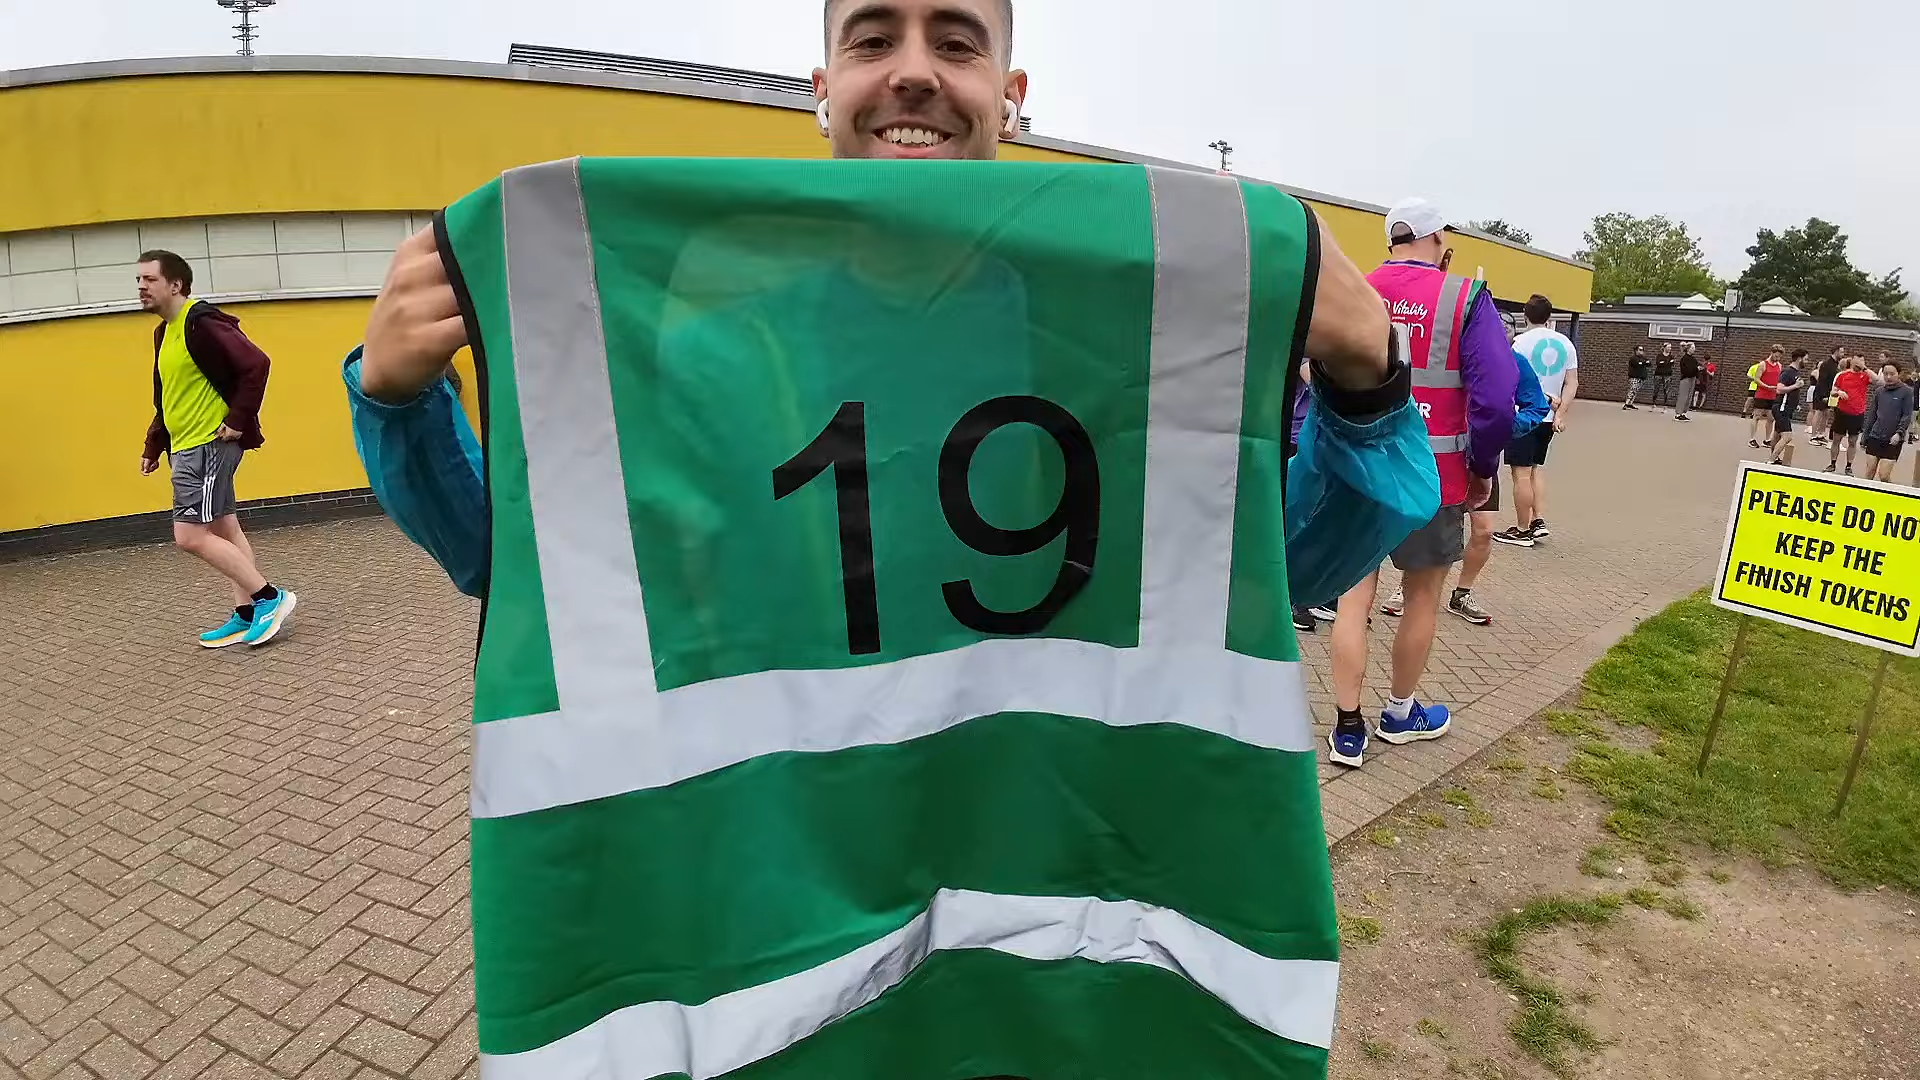 19
Vitality
PLEASE DO NO
KEEP THE
FINISH TOKENS